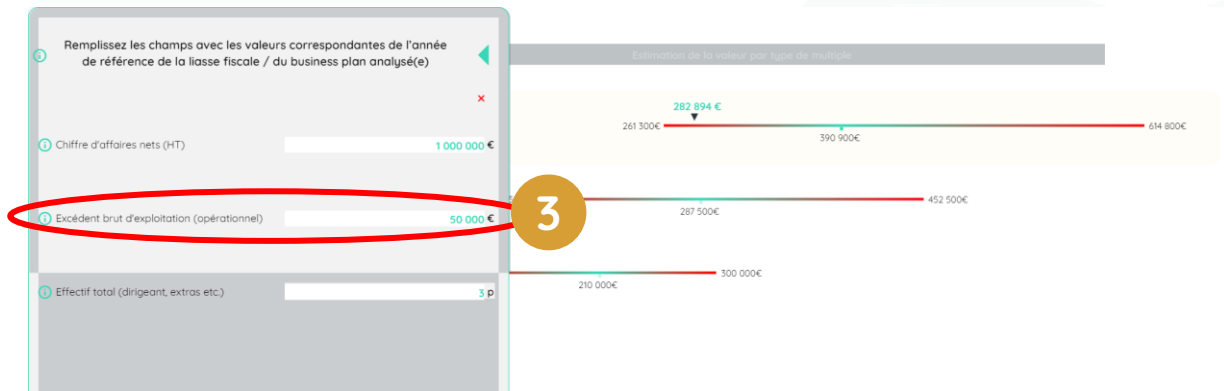 Remplissez les champs avec les valeurs correspondantes de l'année
de référence de la liasse fiscale / du business plan analysé(e)
Estimation de la valeur par type de multiple
×
282 894 €
261 300€
614 800€
390 900€
Chiffre d'affaires nets (HT)
1 000 000 €
Excédent brut d'exploitation (opérationnel)
50 000 €
3
452 500€
287 500€
300 000€
210 000€
Effectif total (dirigeant, extras etc.)
3 p